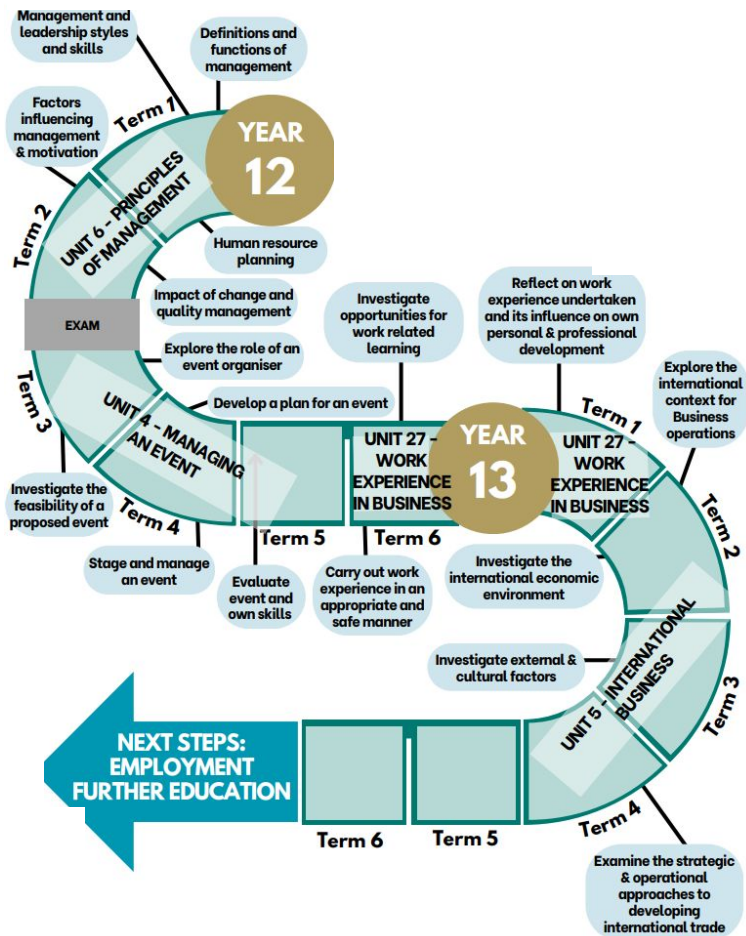 Management and
leadership styles
and skills
Definitions and
functions of
management
Term 1
YEAR
12
Factors
influencing
management
& motivation
Term 2
UNIT 6 - PRINCIPLES
OF MANAGEMENT
Human resource
planning
Impact of change and
quality management
EXAM
Explore the role of an
event organiser
Term 3
UNIT 4 - MANAGING
AN EVENT
Develop a plan for an event
Investigate the
feasibility of a
proposed event
Term 4
Stage and manage
an event
Term 5
Evaluate
event and
own skills
Investigate
opportunities for
work related
learning
UNIT 27 -
WORK
EXPERIENCE
IN BUSINESS
Term 6
Carry out work
experience in an
appropriate and
safe manner
YEAR
13
Reflect on work
experience undertaken
and its influence on own
personal & professional
development
Term 1
UNIT 27 -
WORK
EXPERIENCE
IN BUSINESS
Explore the
international
context for
Business
operations
Term 2
Investigate the
international economic
environment
Investigate external &
cultural factors
UNIT 5 - INTERNATIONAL
BUSINESS
Term 3
Term 4
Examine the strategic
& operational
approaches to
developing
international trade
Term 5
Term 6
NEXT STEPS:
EMPLOYMENT
FURTHER EDUCATION